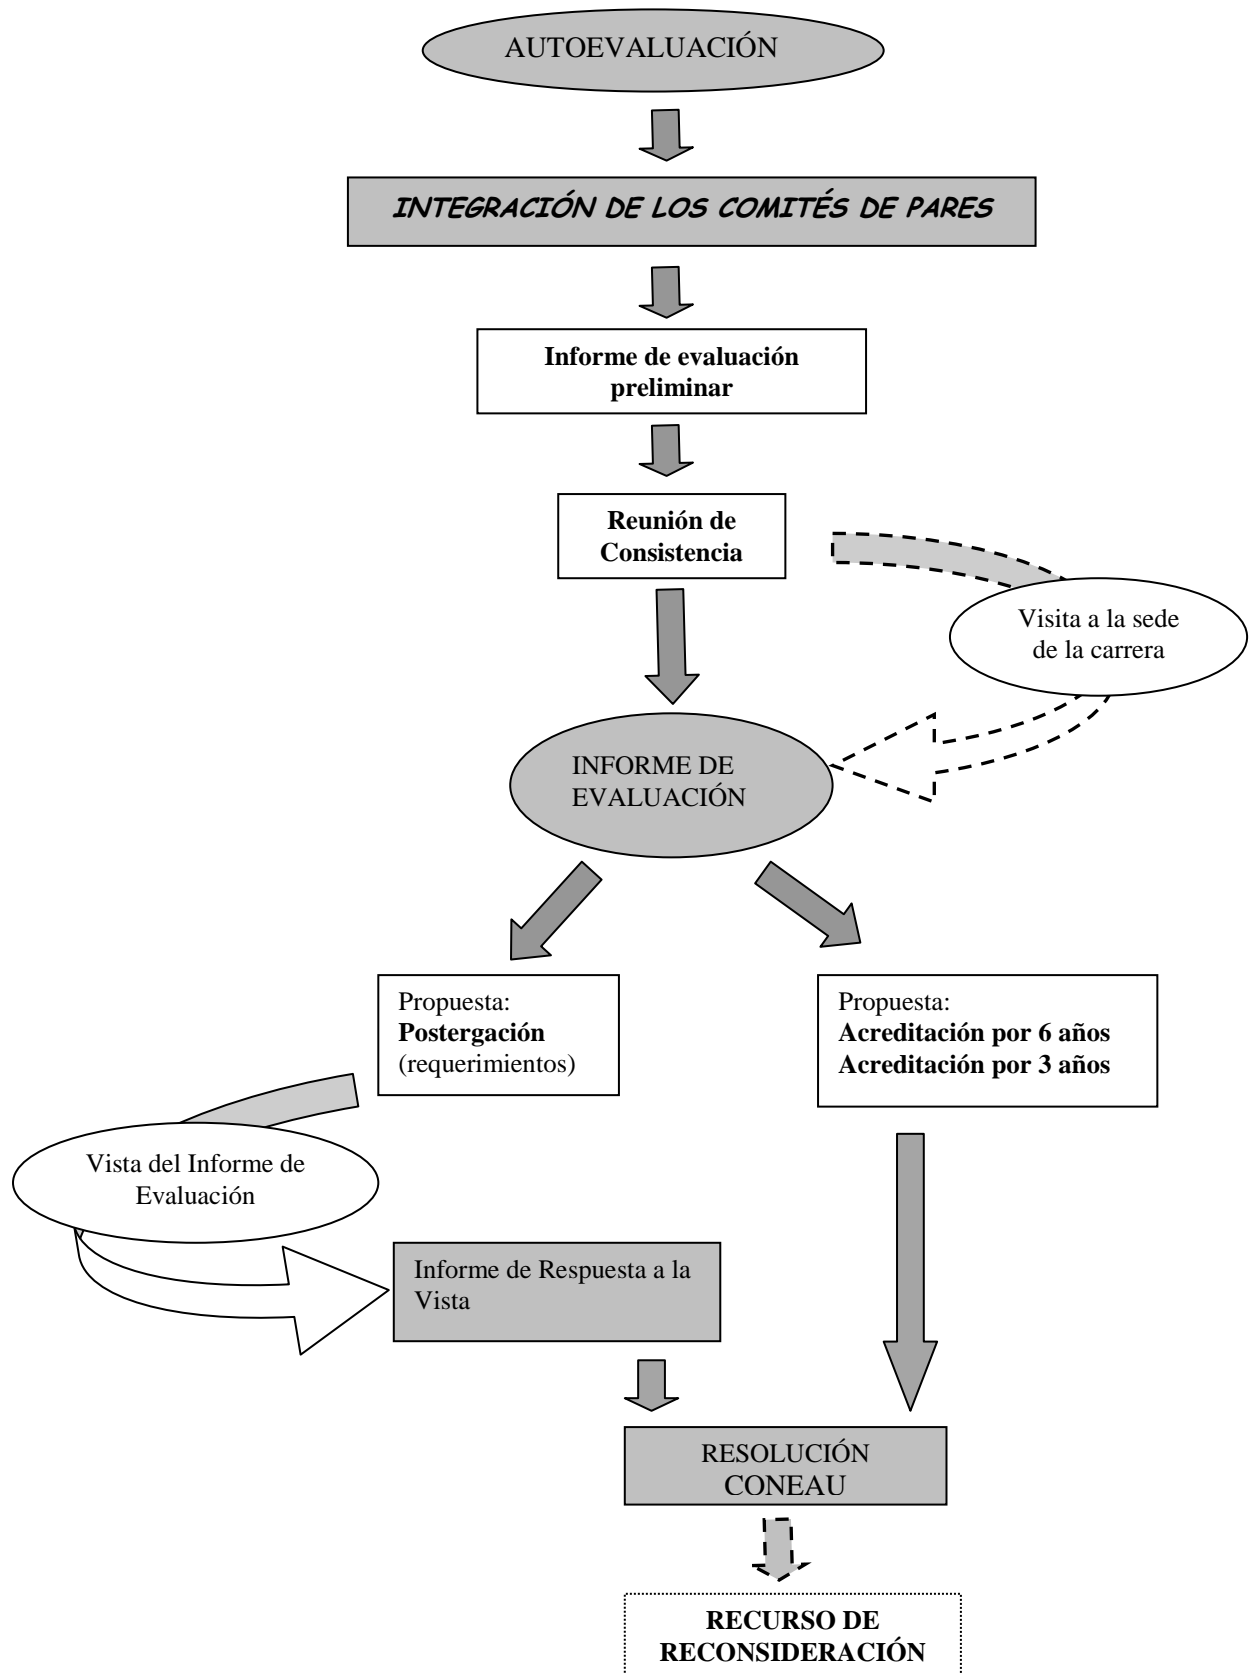 AUTOEVALUACIÓN
INTEGRACIÓN DE LOS COMITÉS DE PARES
Informe de evaluación
preliminar
Reunión de
Consistencia
Visita a la sede
de la carrera
INFORME DE
EVALUACIÓN
Propuesta:
Postergación
(requerimientos)
Propuesta:
Acreditación por 6 años
Acreditación por 3 años
Vista del Informe de
Evaluación
Informe de Respuesta a la
Vista
RESOLUCIÓN
CONEAU
RECURSO DE
RECONSIDERACIÓN